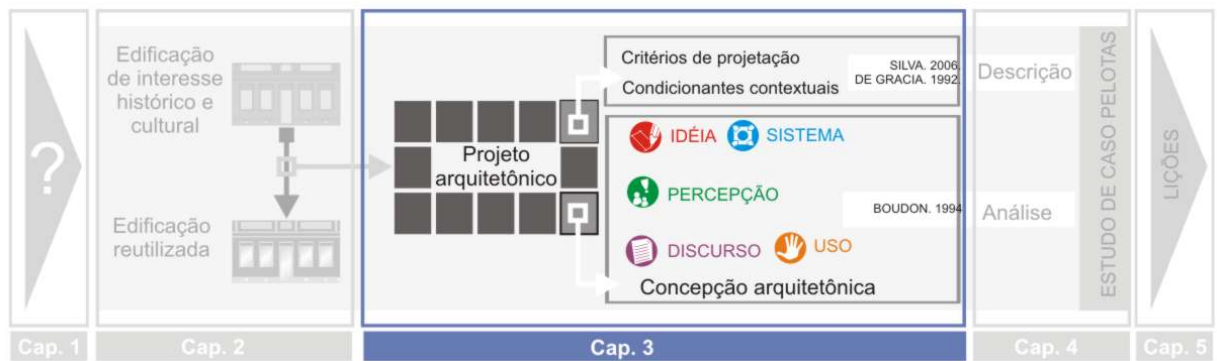 ?
Edificação
de interesse
histórico e
cultural
Edificação
reutilizada
Projeto
arquitetônico
Critérios de projetação
Condicionantes contextuais
SILVA. 2006.
DE GRACIA. 1992.
IDÉIA
SISTEMA
PERCEPÇÃO
BOUDON. 1994
DISCURSO
USO
Concepção arquitetônica
Descrição
Análise
ESTUDO DE CASO PELOTAS
LIÇÕES
Cap. 1
Cap. 2
Cap. 3
Cap. 4
Cap. 5